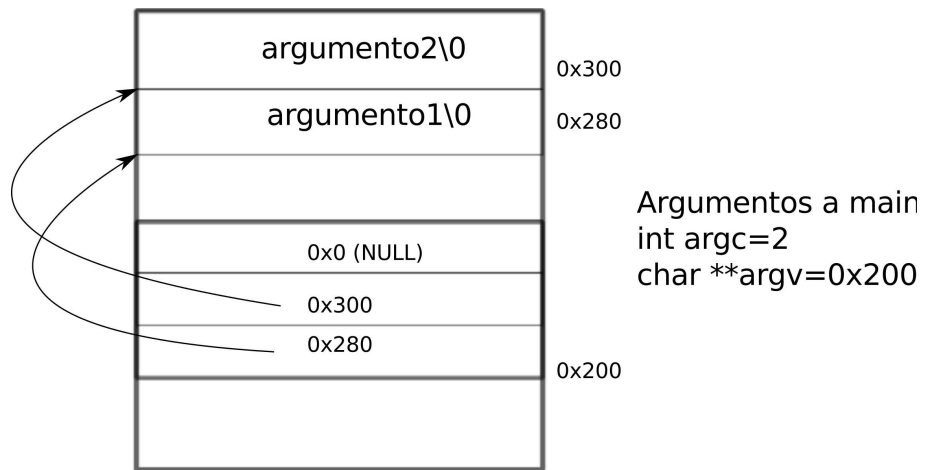 argumento2\0
0x300
argumento1\0
0x280
Argumentos a main
int argc=2
char **argv=0x200
0x0 (NULL)
0x300
0x280
0x200